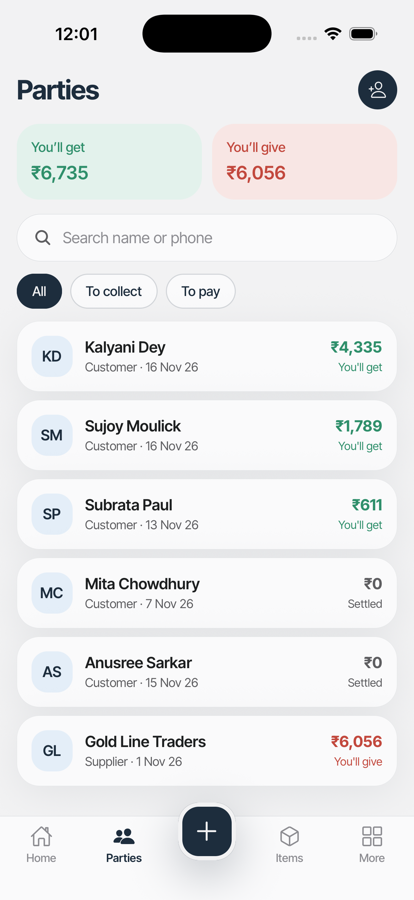 12:01
Parties
You'll get
₹6,735
You'll give
₹6,056
Search name or phone
All
To collect
To pay
KD
Kalyani Dey
Customer · 16 Nov 26
₹4,335
You'll get
SM
Sujoy Moulick
Customer · 16 Nov 26
₹1,789
You'll get
SP
Subrata Paul
Customer · 13 Nov 26
₹611
You'll get
MC
Mita Chowdhury
Customer · 7 Nov 26
₹0
Settled
AS
Anusree Sarkar
Customer · 15 Nov 26
₹0
Settled
GL
Gold Line Traders
Supplier · 1 Nov 26
₹6,056
You'll give
Home
Parties
Items
More